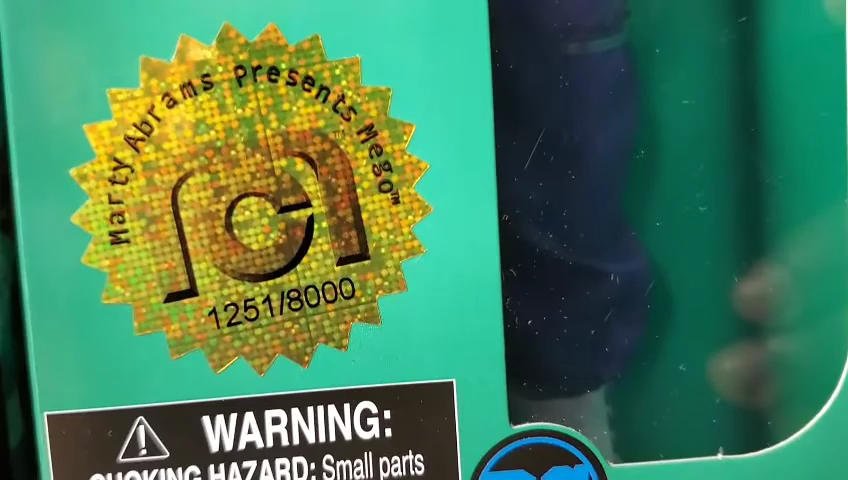 Marty Abrams Presents Mego™
1251/8000
WARNING:
CHOKING HAZARD: Small parts